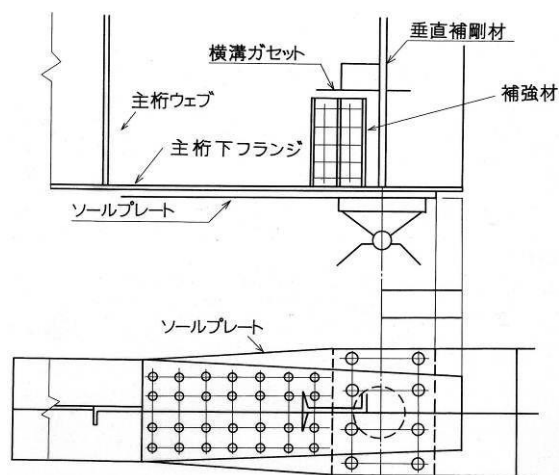 垂直補剛材
横溝ガセット
補強材
主桁ウェブ
主桁下フランジ
ソールプレート
ソールプレート